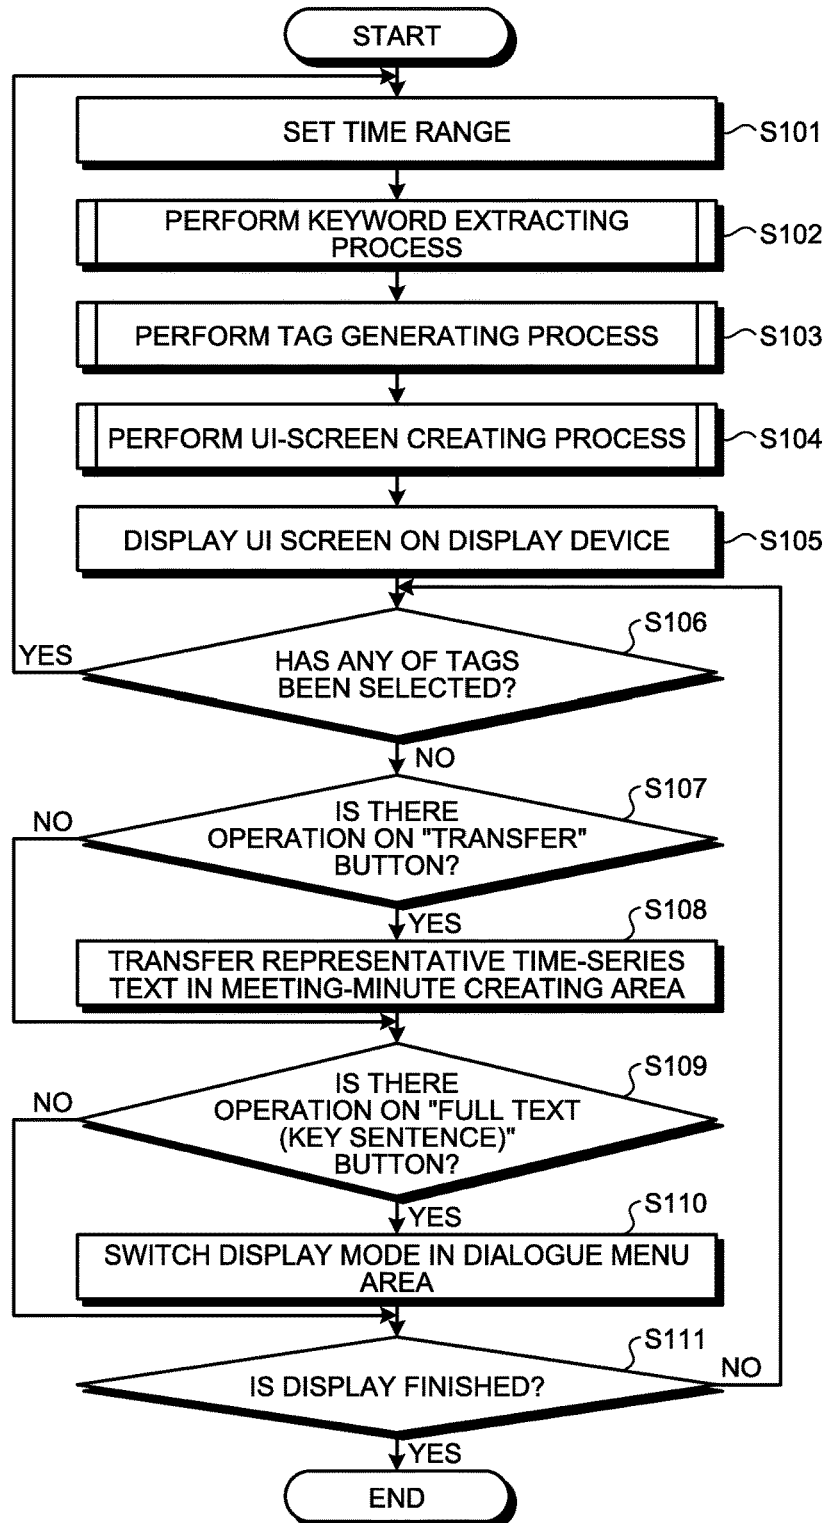 START
SET TIME RANGE
S101
PERFORM KEYWORD EXTRACTING
PROCESS
S102
PERFORM TAG GENERATING PROCESS
S103
PERFORM UI-SCREEN CREATING PROCESS
S104
DISPLAY UI SCREEN ON DISPLAY DEVICE
S105
S106
YES
HAS ANY OF TAGS
BEEN SELECTED?
NO
S107
NO
IS THERE
OPERATION ON "TRANSFER"
BUTTON?
YES
S108
TRANSFER REPRESENTATIVE TIME-SERIES
TEXT IN MEETING-MINUTE CREATING AREA
S109
NO
IS THERE
OPERATION ON "FULL TEXT
(KEY SENTENCE)"
BUTTON?
YES
S110
SWITCH DISPLAY MODE IN DIALOGUE MENU
AREA
S111
NO
IS DISPLAY FINISHED?
YES
END